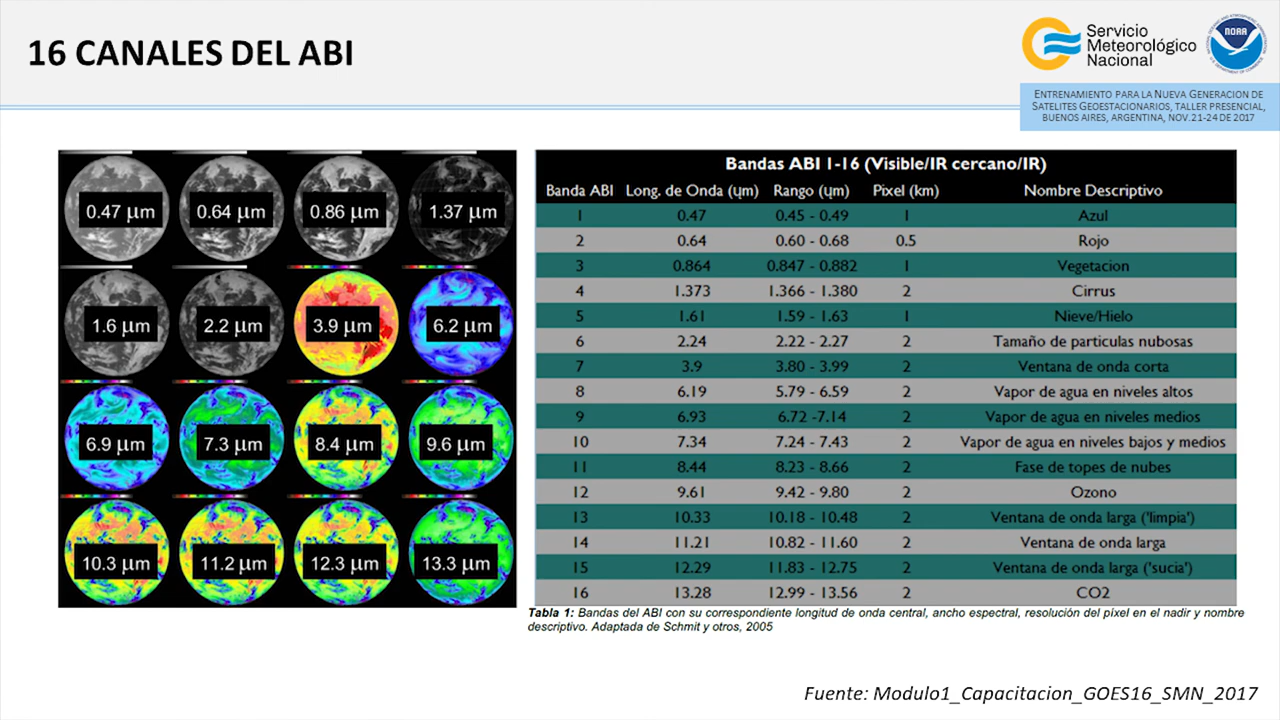 16 CANALES DEL ABI
Servicio
Meteorológico
Nacional
NOAA
ENTRENAMIENTO PARA LA NUEVA GENERACION DE
SATELITES GEOESTACIONARIOS, TALLER PRESENCIAL,
BUENOS AIRES, ARGENTINA, NOV.21-24 DE 2017
0.47 µm 0.64 µm 0.86 µm 1.37 µm
1.6 µm 2.2 µm 3.9 µm 6.2 µm
6.9 µm 7.3 µm 8.4 µm 9.6 µm
10.3 µm 11.2 µm 12.3 µm 13.3 µm
Bandas ABI 1-16 (Visible/IR cercano/IR)
Banda ABI Long. de Onda (ųm) Rango (ųm) Pixel (km) Nombre Descriptivo
1 0.47 0.45 - 0.49 1 Azul
2 0.64 0.60 - 0.68 0.5 Rojo
3 0.864 0.847 - 0.882 1 Vegetacion
4 1.373 1.366 - 1.380 2 Cirrus
5 1.61 1.59 - 1.63 1 Nieve/Hielo
6 2.24 2.22 - 2.27 2 Tamaño de particulas nubosas
7 3.9 3.80 - 3.99 2 Ventana de onda corta
8 6.19 5.79 - 6.59 2 Vapor de agua en niveles altos
9 6.93 6.72 -7.14 2 Vapor de agua en niveles medios
10 7.34 7.24 - 7.43 2 Vapor de agua en niveles bajos y medios
11 8.44 8.23 - 8.66 2 Fase de topes de nubes
12 9.61 9.42 - 9.80 2 Ozono
13 10.33 10.18 - 10.48 2 Ventana de onda larga ('limpia')
14 11.21 10.82 - 11.60 2 Ventana de onda larga
15 12.29 11.83 - 12.75 2 Ventana de onda larga ('sucia')
16 13.28 12.99 - 13.56 2 CO2
Tabla 1: Bandas del ABI con su correspondiente longitud de onda central, ancho espectral, resolución del píxel en el nadir y nombre
descriptivo. Adaptada de Schmit y otros, 2005
Fuente: Modulo1_Capacitacion_GOES16_SMN_2017